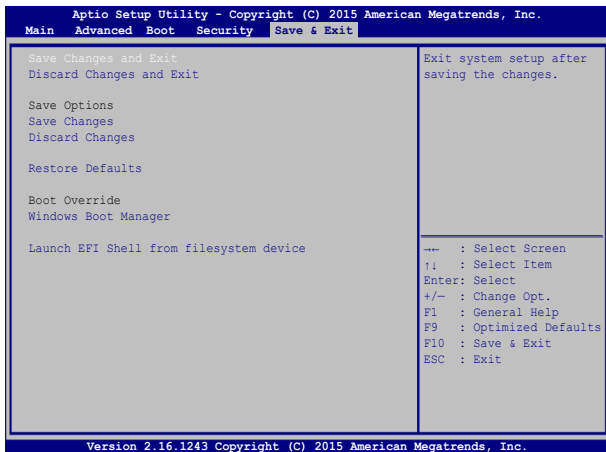 Aptio Setup Utility - Copyright (C) 2015 American Megatrends, Inc.
Main Advanced Boot Security Save & Exit
Save Changes and Exit
Discard Changes and Exit
Save Options
Save Changes
Discard Changes
Restore Defaults
Boot Override
Windows Boot Manager
Launch EFI Shell from filesystem device
Exit system setup after
saving the changes.
→← : Select Screen
↑↓ : Select Item
Enter: Select
+/— : Change Opt.
F1 : General Help
F9 : Optimized Defaults
F10 : Save & Exit
ESC : Exit
Version 2.16.1243 Copyright (C) 2015 American Megatrends, Inc.